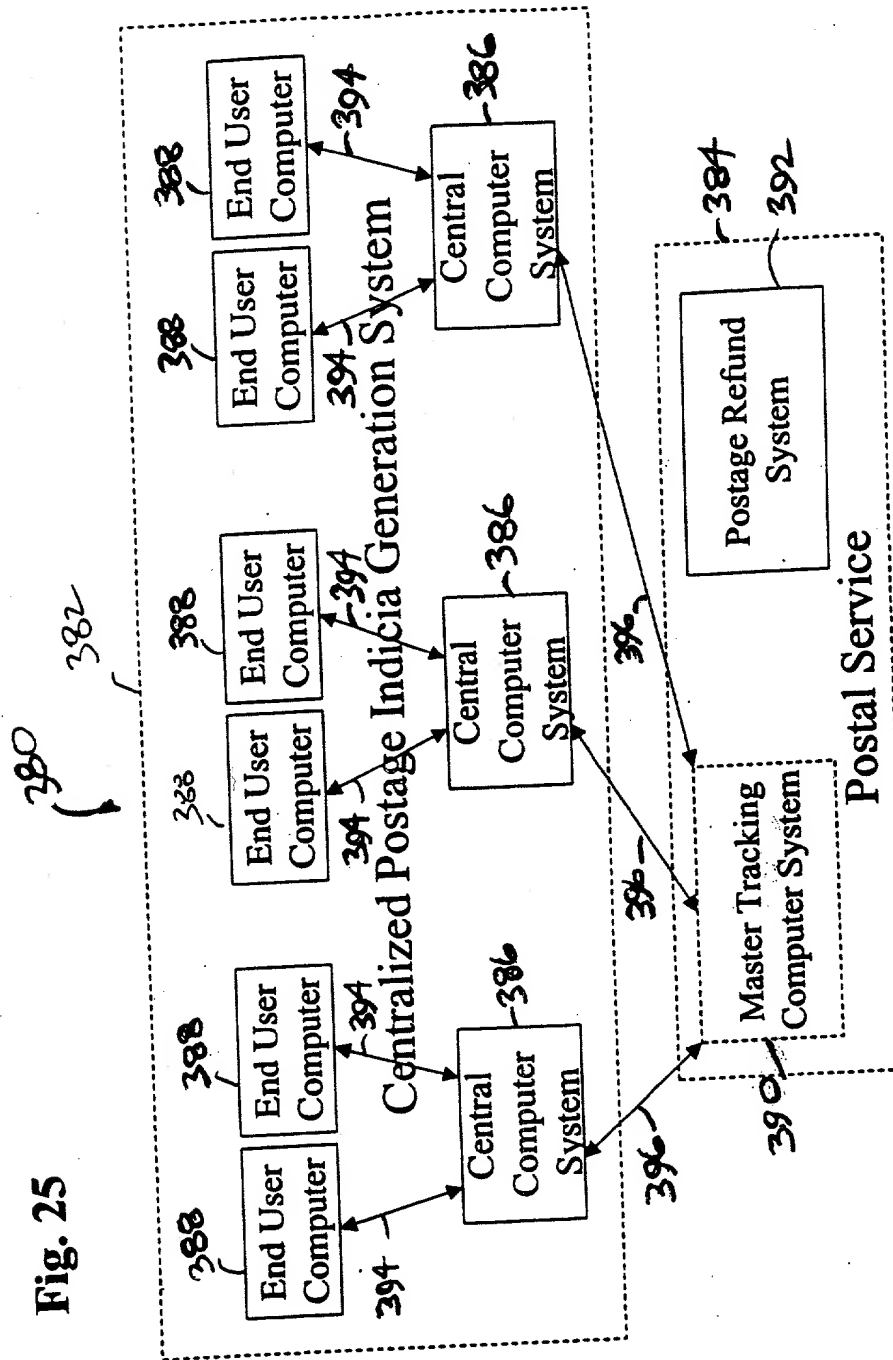 Fig. 25
380
382
388
388
388
388
388
388
End User
Computer
End User
Computer
End User
Computer
End User
Computer
End User
Computer
End User
Computer
394
394
394
394
394
394
Centralized Postage Indicia Generation System
386
386
386
Central
Computer
System
Central
Computer
System
Central
Computer
System
396
396
396
384
392
390
Master Tracking
Computer System
Postage Refund
System
Postal Service